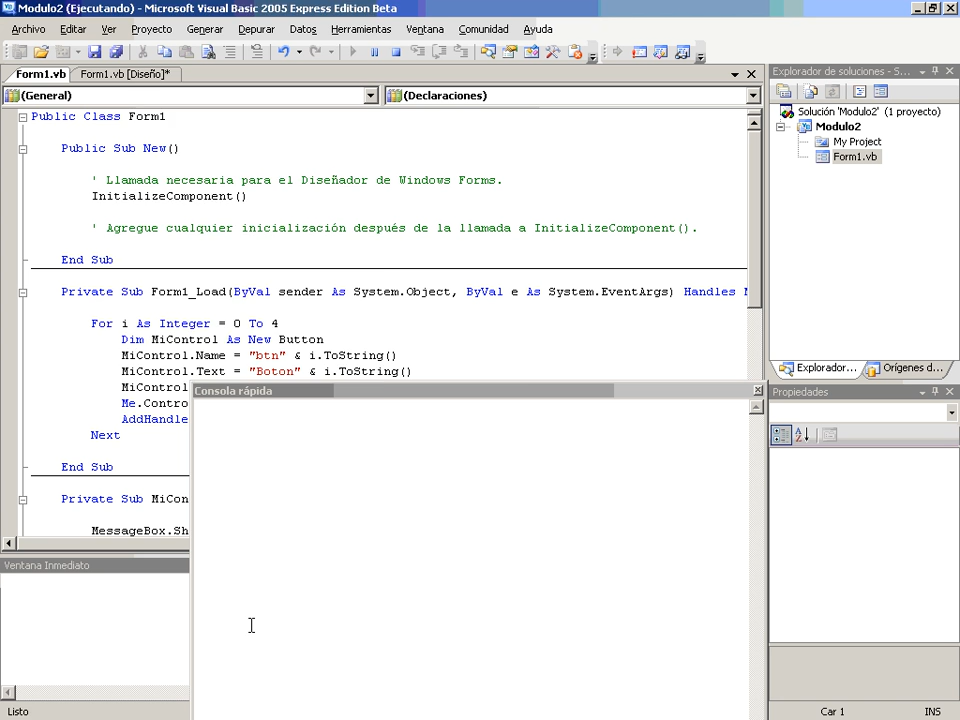 Modulo2 (Ejecutando) - Microsoft Visual Basic 2005 Express Edition Beta
Archivo Editar Ver Proyecto Generar Depurar Datos Herramientas Ventana Comunidad Ayuda
Form1.vb Form1.vb [Diseño]*
(General) (Declaraciones)
Public Class Form1
Public Sub New()
' Llamada necesaria para el Diseñador de Windows Forms.
InitializeComponent()
' Agregue cualquier inicialización después de la llamada a InitializeComponent().
End Sub
Private Sub Form1_Load(ByVal sender As System.Object, ByVal e As System.EventArgs) Handles
For i As Integer = 0 To 4
Dim MiControl As New Button
MiControl.Name = "btn" & i.ToString()
MiControl.Text = "Boton" & i.ToString()
MiControl
Me.Contro
AddHandle
Next
End Sub
Private Sub MiCon
MessageBox.Sh
Consola rápida
Ventana Inmediato
Explorador de soluciones - S...
Solución 'Modulo2' (1 proyecto)
Modulo2
My Project
Form1.vb
Explorador... Orígenes d...
Propiedades
Listo Car 1 INS